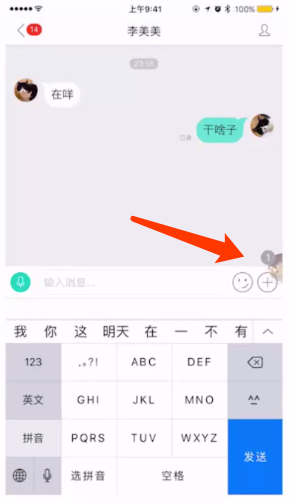 上午9:41
100%
14
李美美
23:18
在咩
干啥子
已读
1
输入消息...
我 你 这 明天 在 一 不 有
123
,。?!
ABC
DEF
英文
GHI
JKL
MNO
^^
拼音
PQRS
TUV
WXYZ
发送
选拼音
空格